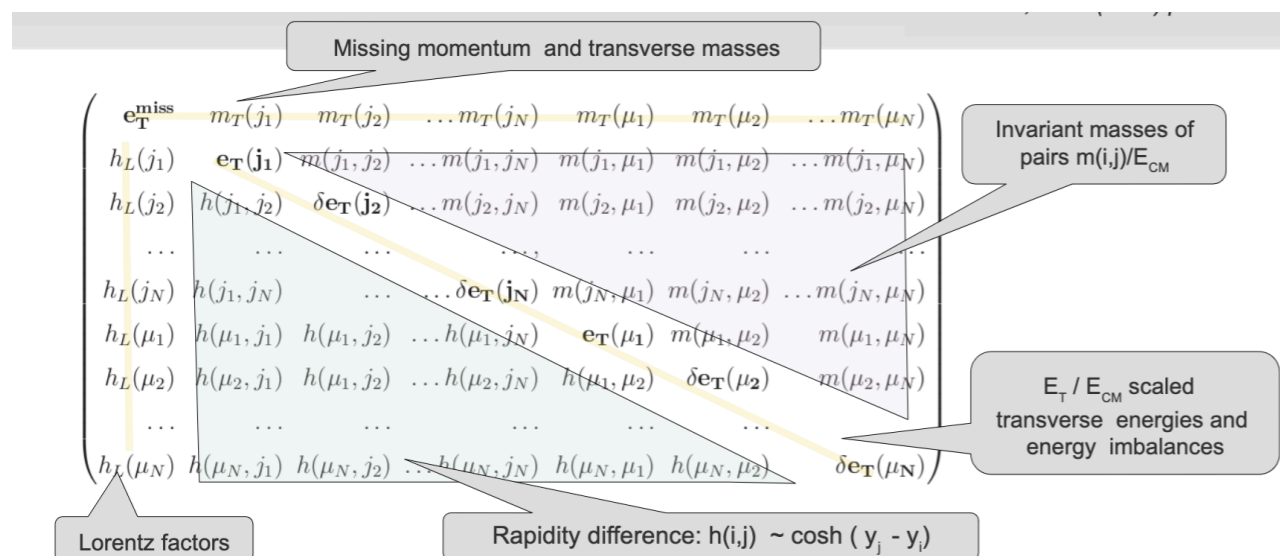 Missing momentum and transverse masses
e_T^miss m_T(j_1) m_T(j_2) ... m_T(j_N) m_T(μ_1) m_T(μ_2) ... m_T(μ_N)
h_L(j_1) e_T(j_1) m(j_1, j_2) ... m(j_1, j_N) m(j_1, μ_1) m(j_1, μ_2) ... m(j_1, μ_N)
h_L(j_2) h(j_1, j_2) δe_T(j_2) ... m(j_2, j_N) m(j_2, μ_1) m(j_2, μ_2) ... m(j_2, μ_N)
... ... ... ..., ... ... ...
h_L(j_N) h(j_1, j_N) ... ... δe_T(j_N) m(j_N, μ_1) m(j_N, μ_2) ... m(j_N, μ_N)
h_L(μ_1) h(μ_1, j_1) h(μ_1, j_2) ... h(μ_1, j_N) e_T(μ_1) m(μ_1, μ_2) m(μ_1, μ_N)
h_L(μ_2) h(μ_2, j_1) h(μ_1, j_2) ... h(μ_2, j_N) h(μ_1, μ_2) δe_T(μ_2) m(μ_2, μ_N)
... ... ... ... ... ...
h_L(μ_N) h(μ_N, j_1) h(μ_N, j_2) ... h(μ_N, j_N) h(μ_N, μ_1) h(μ_N, μ_2) δe_T(μ_N)
Invariant masses of
pairs m(i,j)/E_CM
E_T / E_CM scaled
transverse energies and
energy imbalances
Lorentz factors
Rapidity difference: h(i,j) ~ cosh ( y_j - y_i)